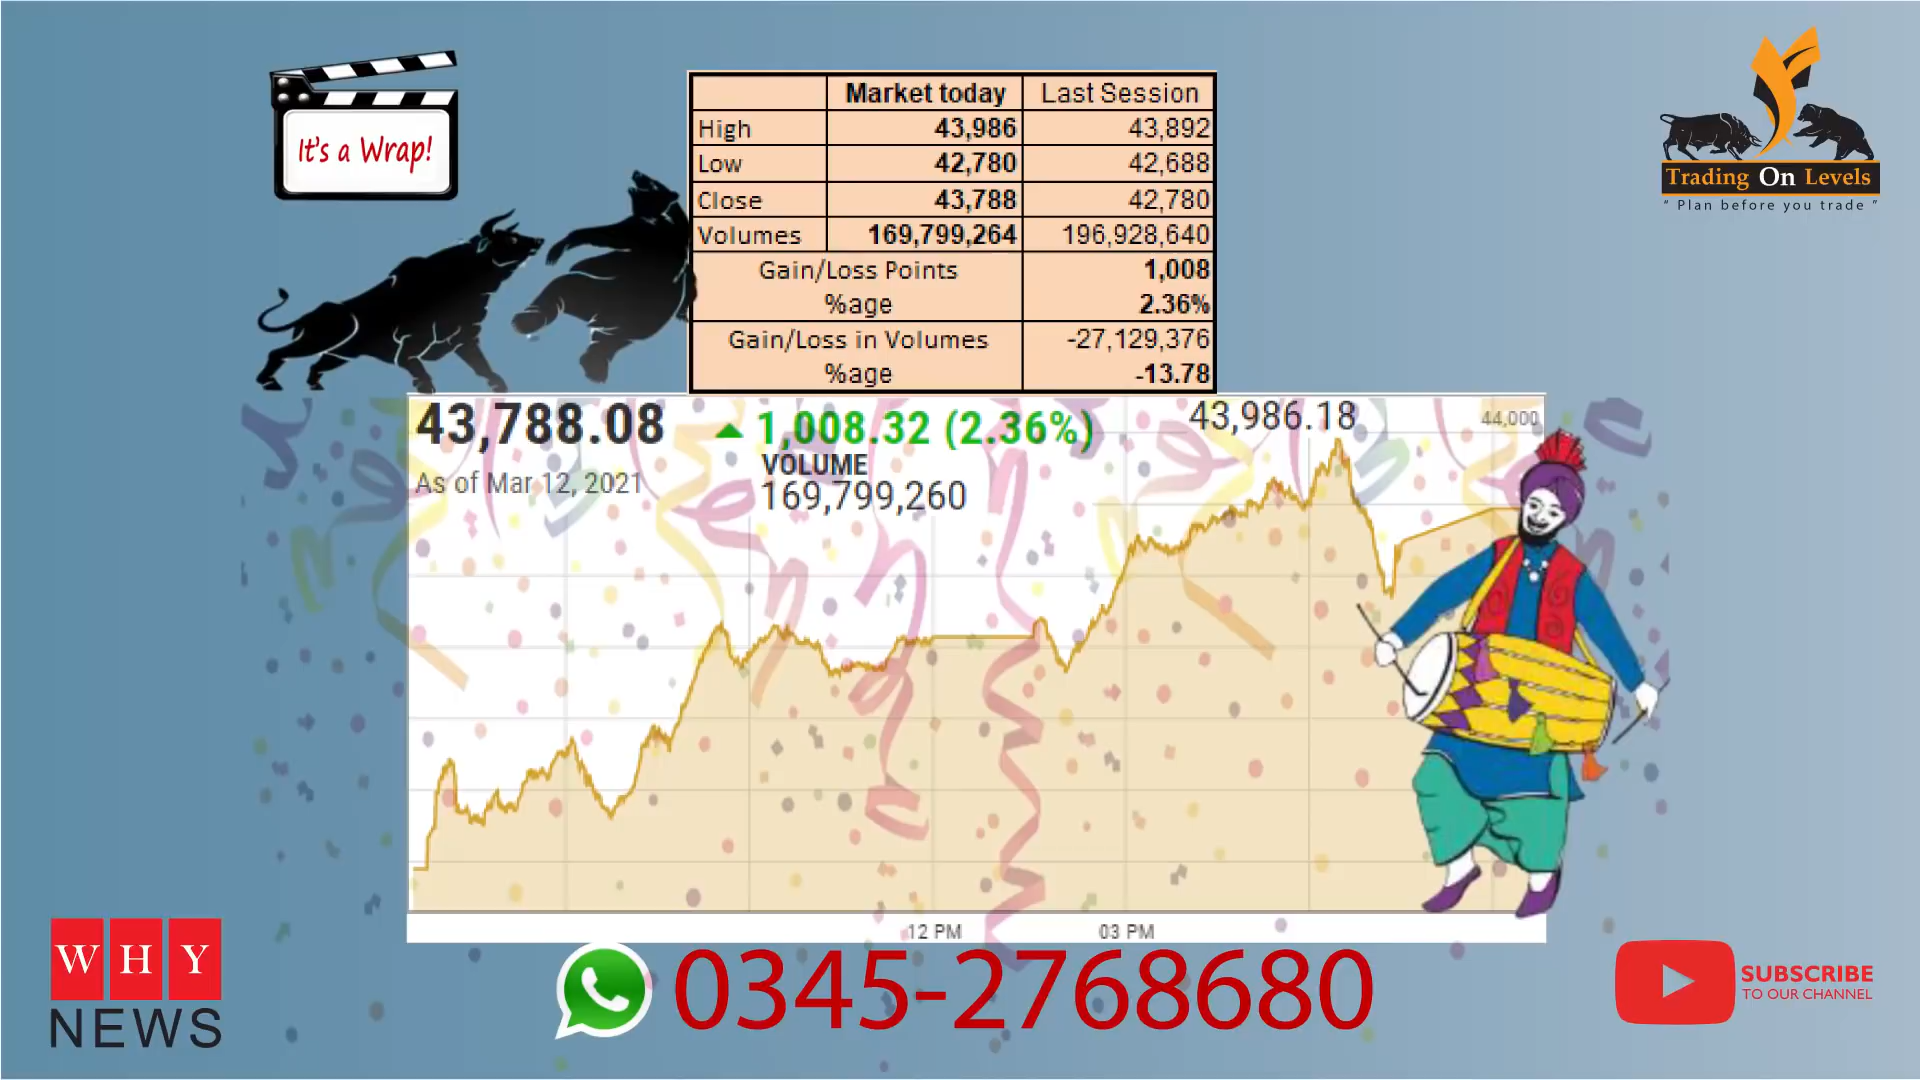 It's a Wrap!
Market today Last Session
High 43,986 43,892
Low 42,780 42,688
Close 43,788 42,780
Volumes 169,799,264 196,928,640
Gain/Loss Points 1,008
%age 2.36%
Gain/Loss in Volumes -27,129,376
%age -13.78
Trading On Levels
" Plan before you trade "
43,788.08 1,008.32 (2.36%) 43,986.18 44,000
As of Mar 12, 2021
VOLUME
169,799,260
12 PM 03 PM
WHY
NEWS
0345-2768680
SUBSCRIBE
TO OUR CHANNEL